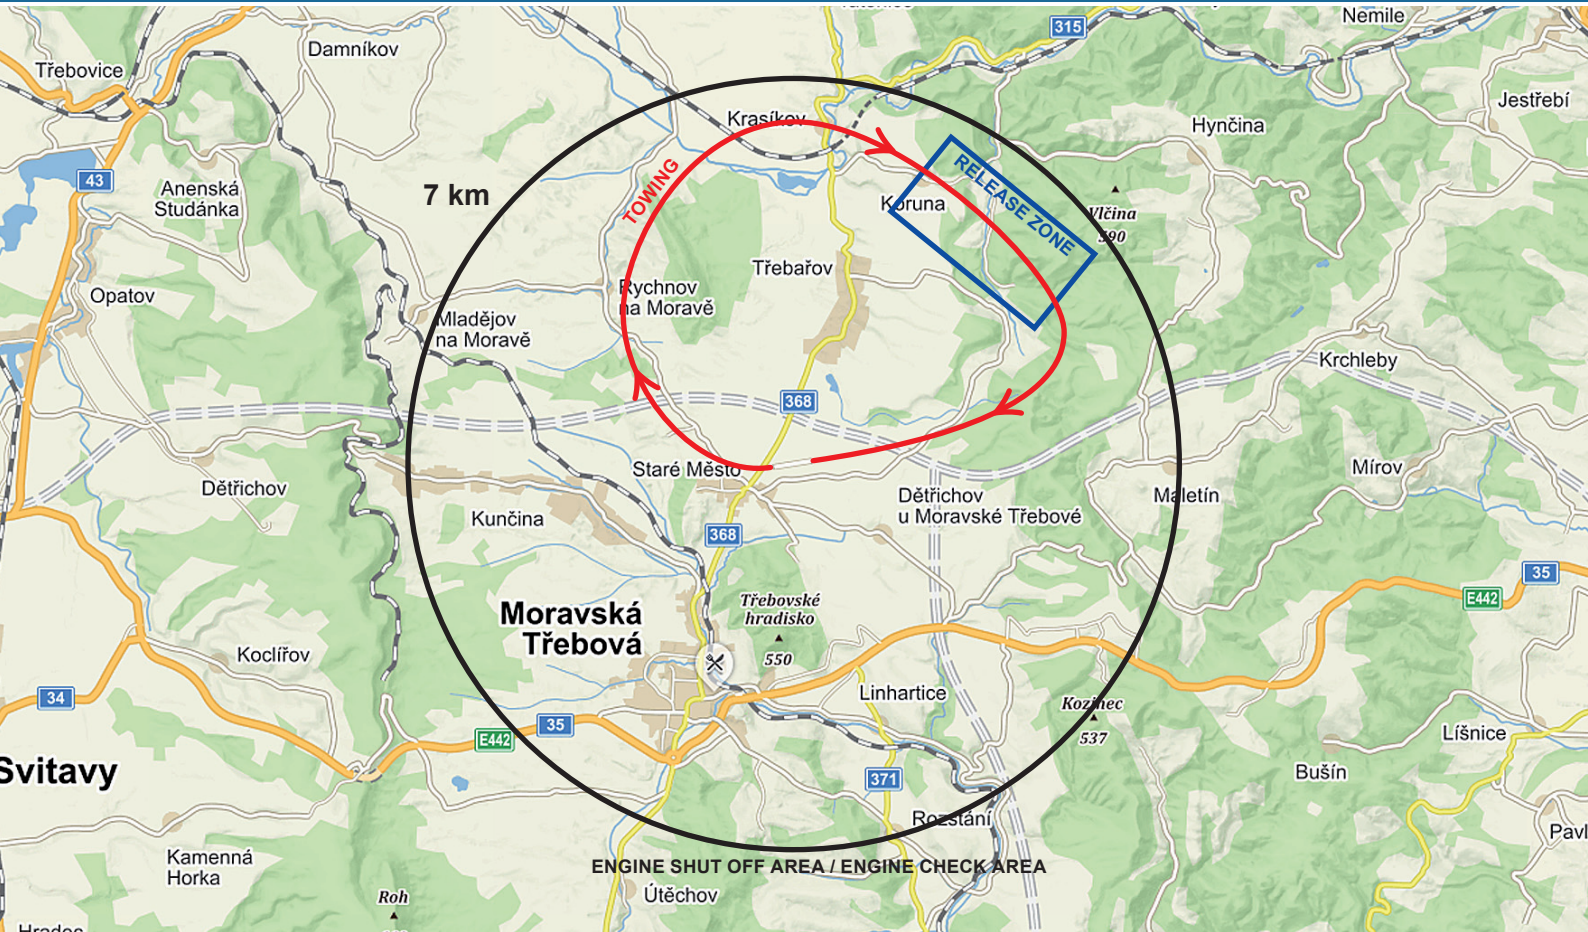 315
Nemile
Damníkov
Třebovice
Jestřebí
Krasíkov
Hynčina
RELEASE ZONE
43
Anenská
Studánka
7 km
TOWING
Koruna
Vlčina
590
Třebařov
Opatov
Rychnov
na Moravě
Mladějov
na Moravě
Krchleby
368
Staré Město
Mírov
Dětřichov
Kunčina
Dětřichov
u Moravské Třebové
Maletín
368
35
E442
Moravská
Třebová
Třebovské
hradisko
550
Koclířov
34
Linhartice
Kozinec
537
35
E442
Líšnice
Svitavy
371
Bušín
Rozstání
Pavl
ENGINE SHUT OFF AREA / ENGINE CHECK AREA
Kamenná
Horka
Útěchov
Roh
Hradec